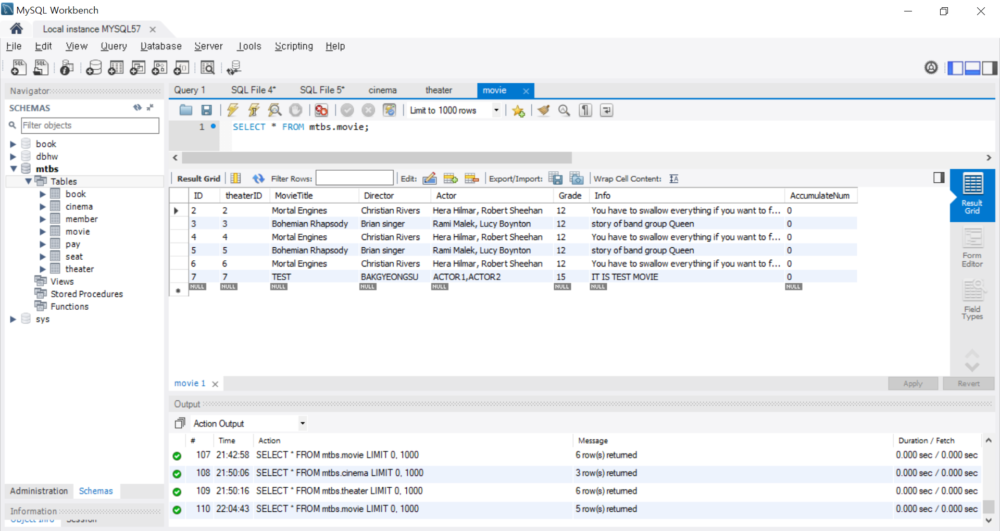 MySQL Workbench
Local instance MYSQL57
File Edit View Query Database Server Tools Scripting Help
Navigator
SCHEMAS
Filter objects
book
dbhw
mtbs
Tables
book
cinema
member
movie
pay
seat
theater
Views
Stored Procedures
Functions
sys
Administration Schemas
Information
Object Info Session
Query 1 SQL File 4* SQL File 5* cinema theater movie
Limit to 1000 rows
1 SELECT * FROM mtbs.movie;
Result Grid Filter Rows: Edit: Export/Import: Wrap Cell Content:
ID theaterID MovieTitle Director Actor Grade Info AccumulateNum
2 2 Mortal Engines Christian Rivers Hera Hilmar, Robert Sheehan 12 You have to swallow everything if you want to f... 0
3 3 Bohemian Rhapsody Brian singer Rami Malek, Lucy Boynton 12 story of band group Queen 0
4 4 Mortal Engines Christian Rivers Hera Hilmar, Robert Sheehan 12 You have to swallow everything if you want to f... 0
5 5 Bohemian Rhapsody Brian singer Rami Malek, Lucy Boynton 12 story of band group Queen 0
6 6 Mortal Engines Christian Rivers Hera Hilmar, Robert Sheehan 12 You have to swallow everything if you want to f... 0
7 7 TEST BAKGYEONGSU ACTOR1,ACTOR2 15 IT IS TEST MOVIE 0
NULL NULL NULL NULL NULL NULL NULL NULL
Result
Grid
Form
Editor
Field
Types
movie 1
Apply Revert
Output
Action Output
# Time Action Message Duration / Fetch
107 21:42:58 SELECT * FROM mtbs.movie LIMIT 0, 1000 6 row(s) returned 0.000 sec / 0.000 sec
108 21:50:06 SELECT * FROM mtbs.cinema LIMIT 0, 1000 3 row(s) returned 0.000 sec / 0.000 sec
109 21:50:16 SELECT * FROM mtbs.theater LIMIT 0, 1000 6 row(s) returned 0.000 sec / 0.000 sec
110 22:04:43 SELECT * FROM mtbs.movie LIMIT 0, 1000 5 row(s) returned 0.000 sec / 0.000 sec